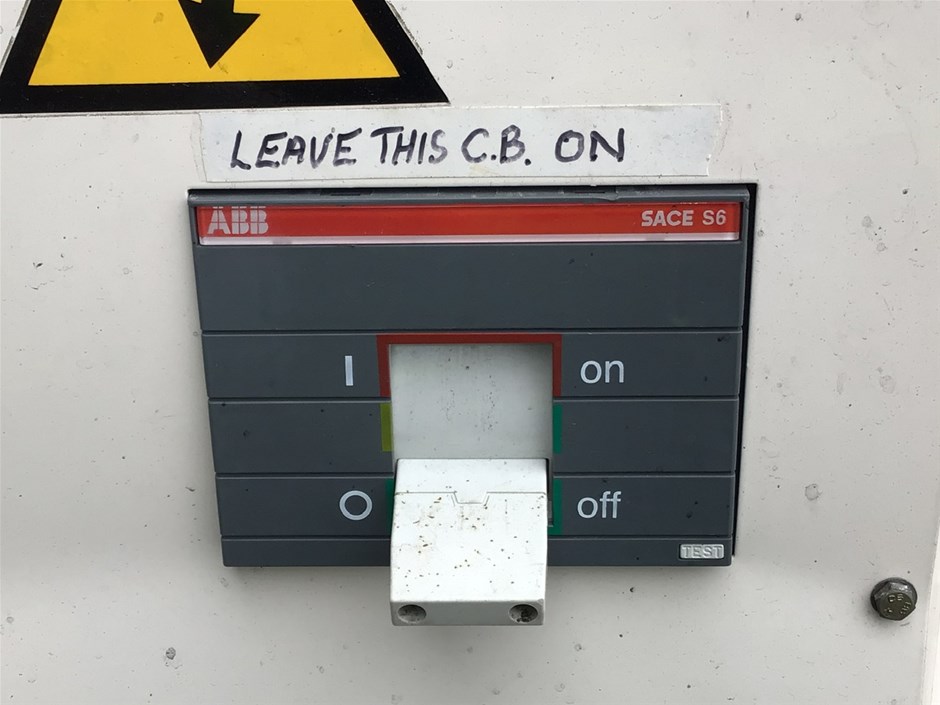 LEAVE THIS C.B. ON
ABB SACE S6
I on
O off
TEST